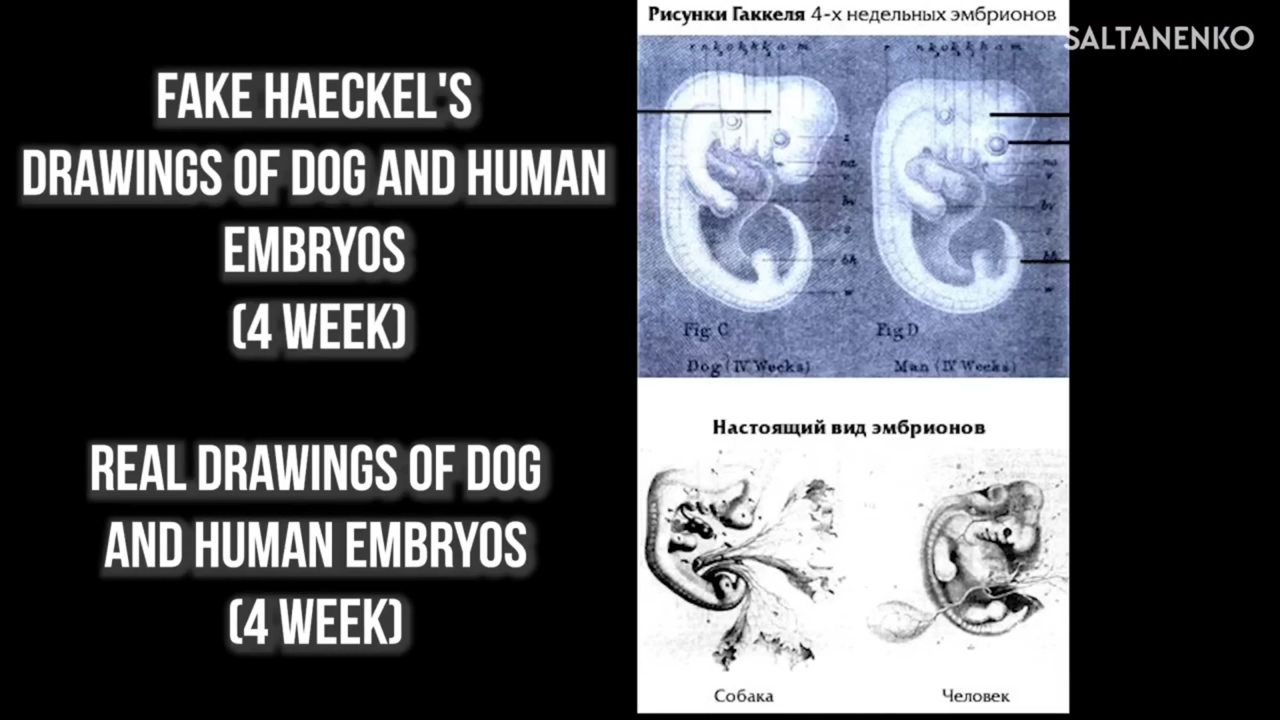 FAKE HAECKEL'S
DRAWINGS OF DOG AND HUMAN
EMBRYOS
(4 WEEK)
REAL DRAWINGS OF DOG
AND HUMAN EMBRYOS
(4 WEEK)
Рисунки Гаккеля 4-х недельных эмбрионов
SALTANENKO
Fig. C
Fig. D
Dog (IV Weeks)
Man (IV Weeks)
Настоящий вид эмбрионов
Собака
Человек